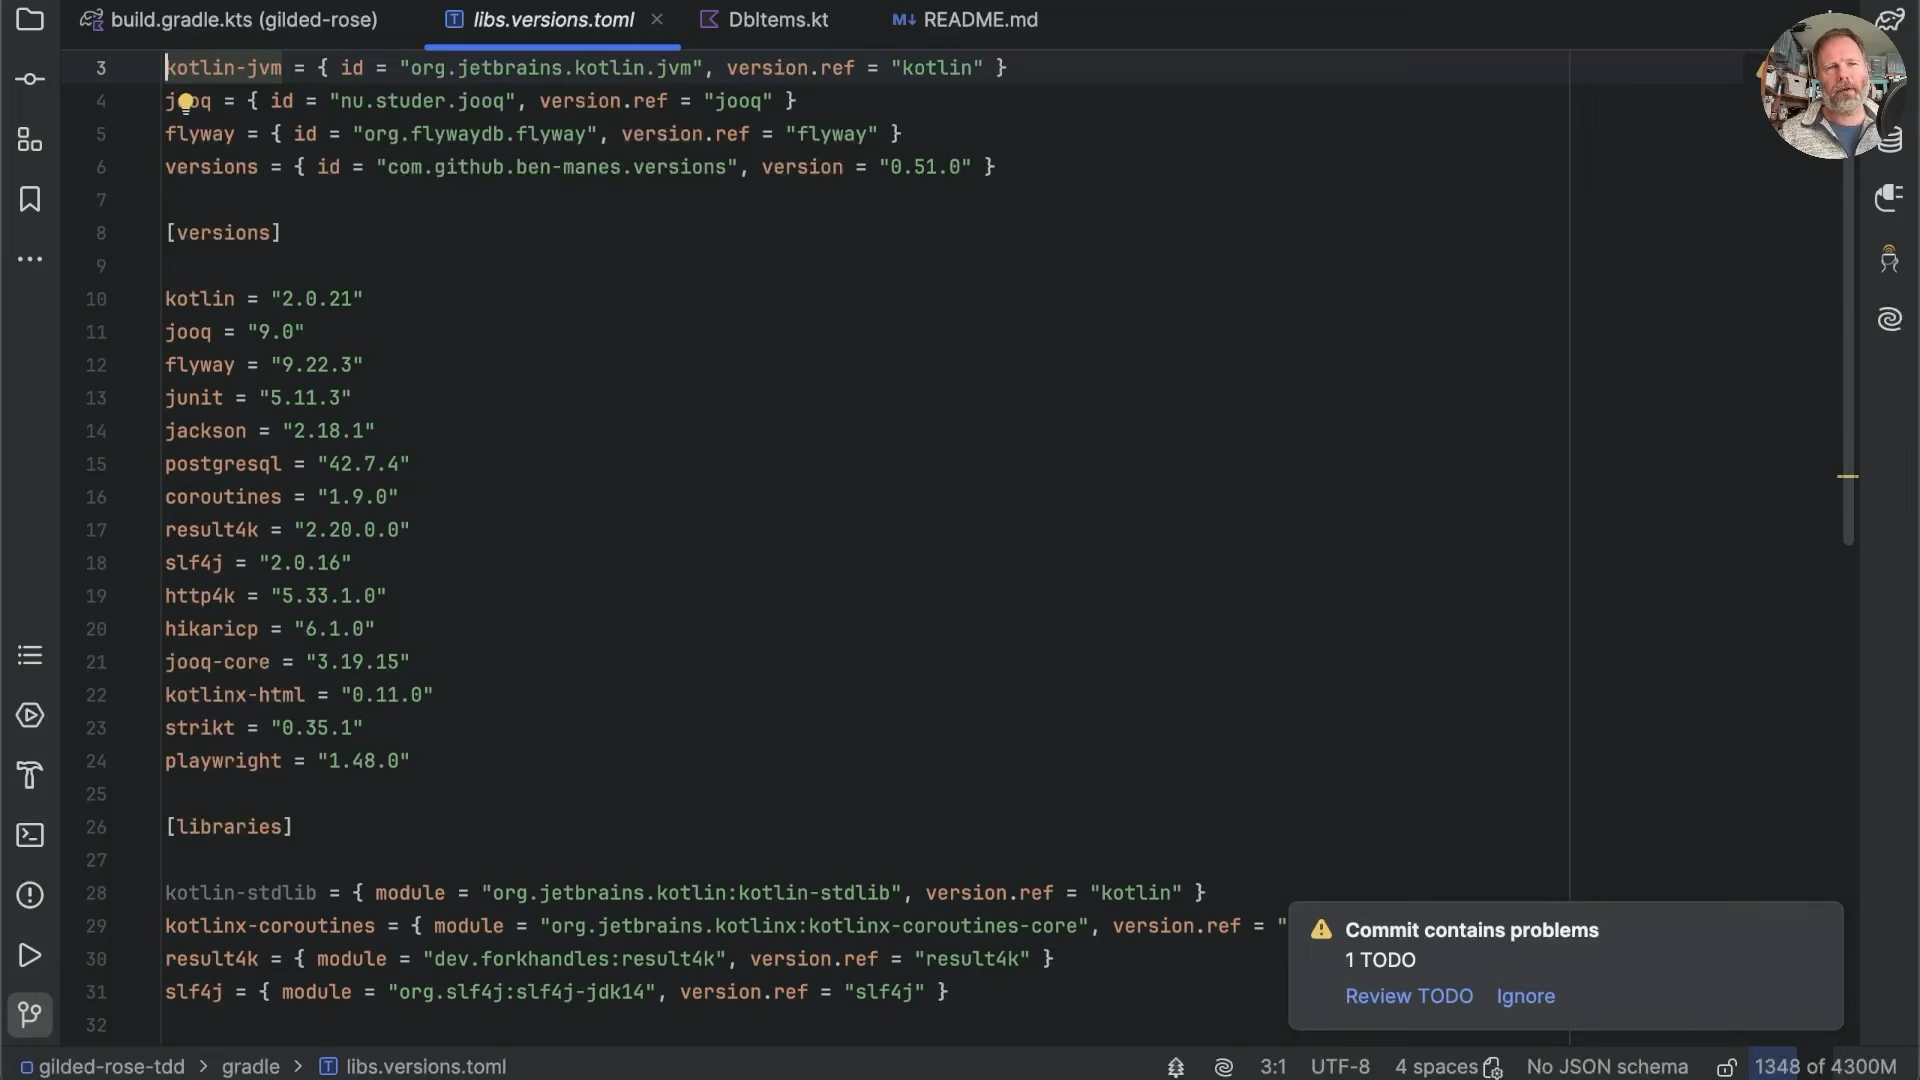 build.gradle.kts (gilded-rose) libs.versions.toml DbItems.kt README.md
3 kotlin-jvm = { id = "org.jetbrains.kotlin.jvm", version.ref = "kotlin" }
4 jooq = { id = "nu.studer.jooq", version.ref = "jooq" }
5 flyway = { id = "org.flywaydb.flyway", version.ref = "flyway" }
6 versions = { id = "com.github.ben-manes.versions", version = "0.51.0" }
7
8 [versions]
9
10 kotlin = "2.0.21"
11 jooq = "9.0"
12 flyway = "9.22.3"
13 junit = "5.11.3"
14 jackson = "2.18.1"
15 postgresql = "42.7.4"
16 coroutines = "1.9.0"
17 result4k = "2.20.0.0"
18 slf4j = "2.0.16"
19 http4k = "5.33.1.0"
20 hikaricp = "6.1.0"
21 jooq-core = "3.19.15"
22 kotlinx-html = "0.11.0"
23 strikt = "0.35.1"
24 playwright = "1.48.0"
25
26 [libraries]
27
28 kotlin-stdlib = { module = "org.jetbrains.kotlin:kotlin-stdlib", version.ref = "kotlin" }
29 kotlinx-coroutines = { module = "org.jetbrains.kotlinx:kotlinx-coroutines-core", version.ref = "
30 result4k = { module = "dev.forkhandles:result4k", version.ref = "result4k" }
31 slf4j = { module = "org.slf4j:slf4j-jdk14", version.ref = "slf4j" }
32
Commit contains problems
1 TODO
Review TODO Ignore
gilded-rose-tdd > gradle > libs.versions.toml 3:1 UTF-8 4 spaces No JSON schema 1348 of 4300M